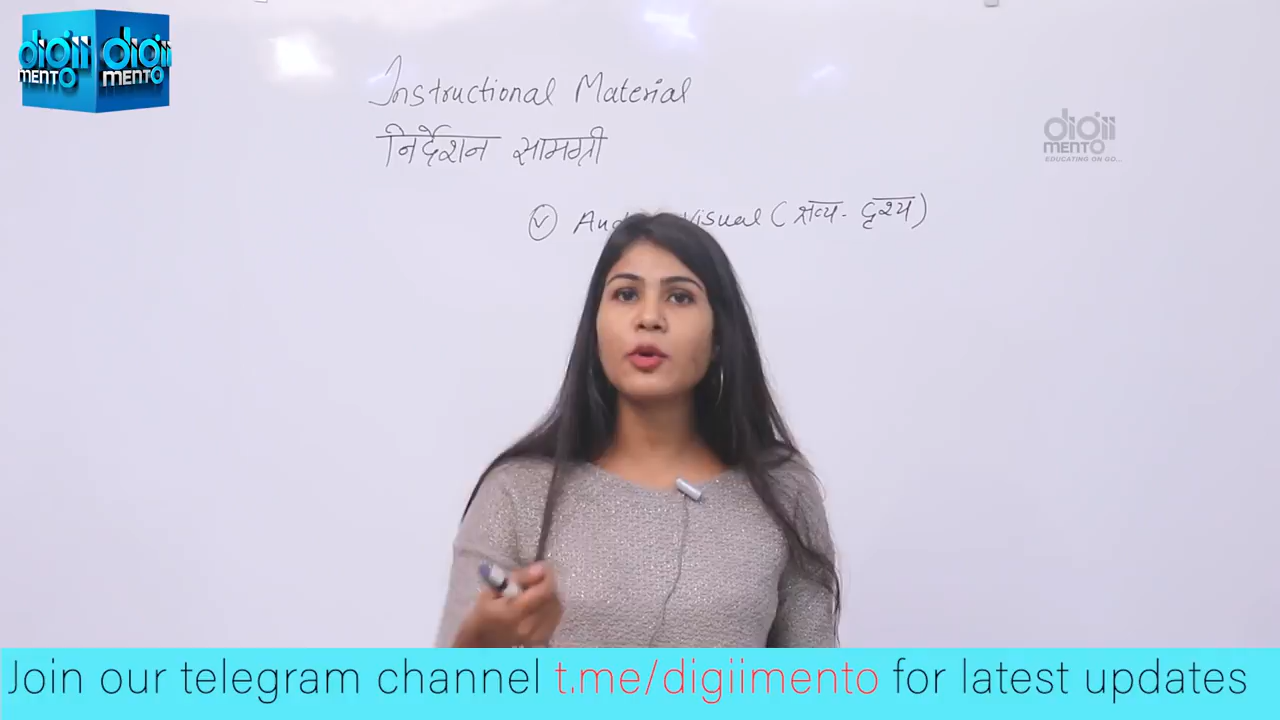 digii digii
MENTO MENTO
Instructional Material
निर्देशन सामग्री
digii
MENTO
EDUCATING ON GO...
Visual (श्रव्य - दृश्य)
Join our telegram channel t.me/digiimento for latest updates